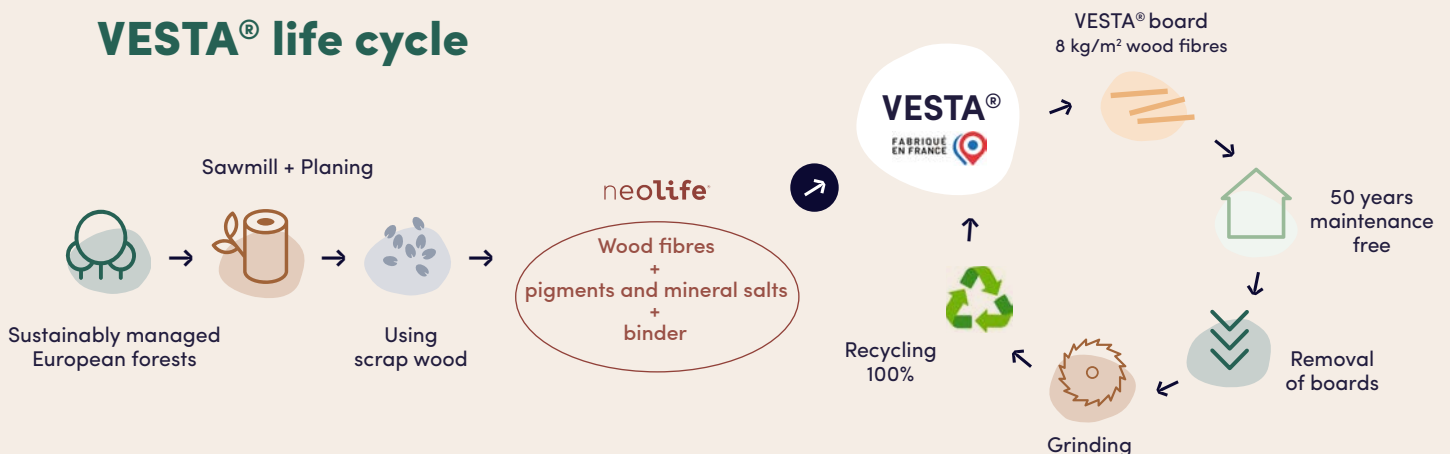 VESTA® life cycle
Sawmill + Planing
Sustainably managed
European forests
Using
scrap wood
neolife
Wood fibres
+
pigments and mineral salts
+
binder
VESTA®
FABRIQUÉ
EN FRANCE
VESTA® board
8 kg/m² wood fibres
50 years
maintenance
free
Removal
of boards
Grinding
Recycling
100%